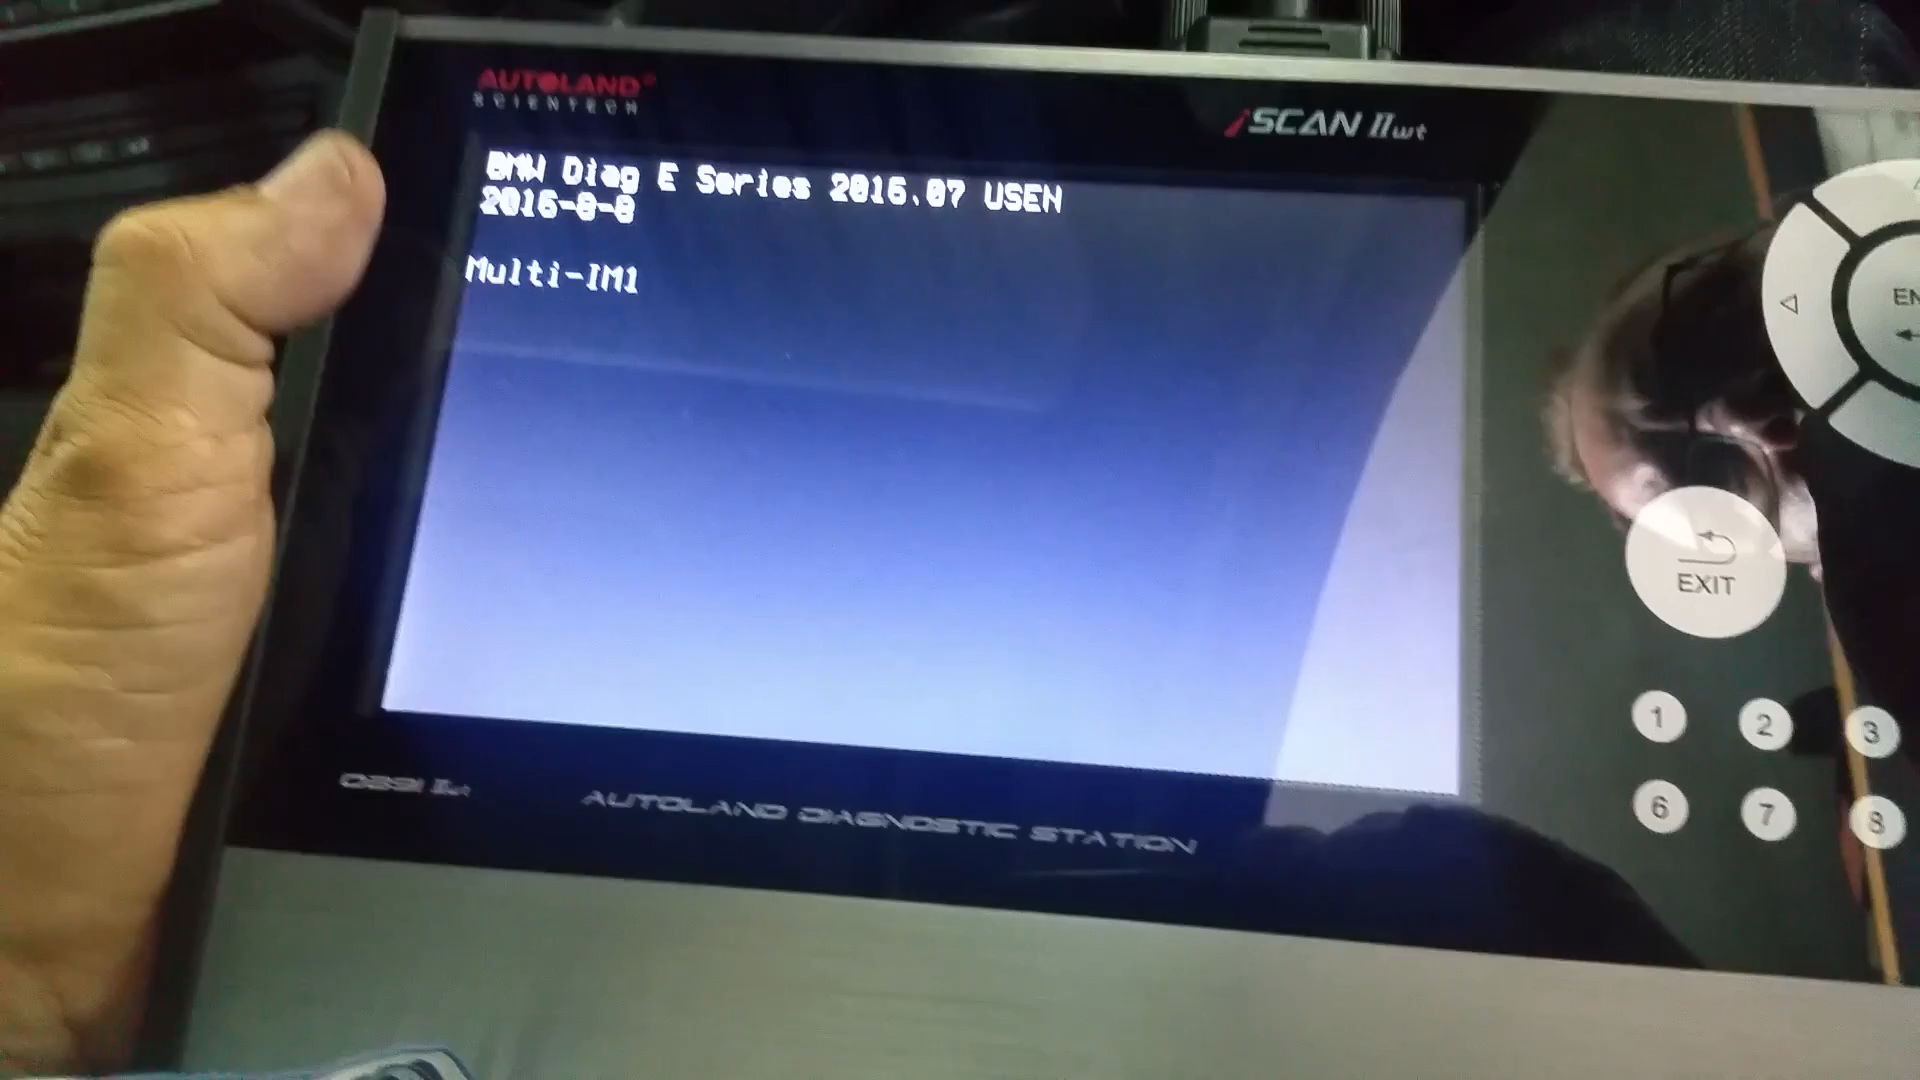 AUTOLAND
SCIENTECH
iSCAN IIwt
BMW Diag E Series 2016.07 USEN
2016-8-8
Multi-IM1
EXIT
1 2 3
6 7 8
AUTOLAND DIAGNOSTIC STATION